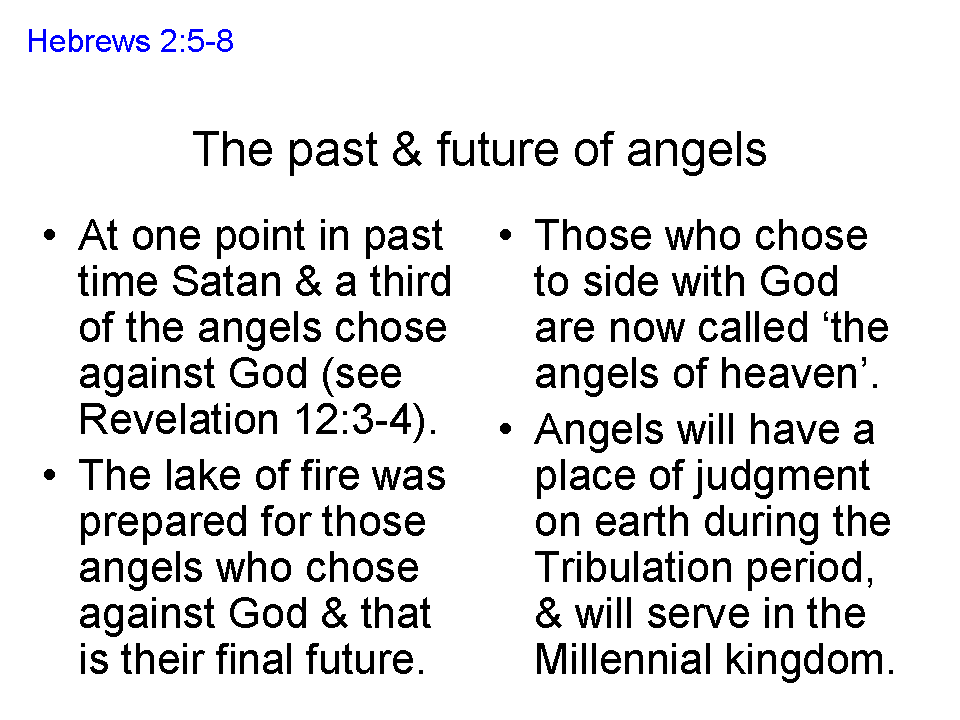 Hebrews 2:5-8
The past & future of angels
• At one point in past
time Satan & a third
of the angels chose
against God (see
Revelation 12:3-4).
• The lake of fire was
prepared for those
angels who chose
against God & that
is their final future.
• Those who chose
to side with God
are now called ‘the
angels of heaven’.
• Angels will have a
place of judgment
on earth during the
Tribulation period,
& will serve in the
Millennial kingdom.